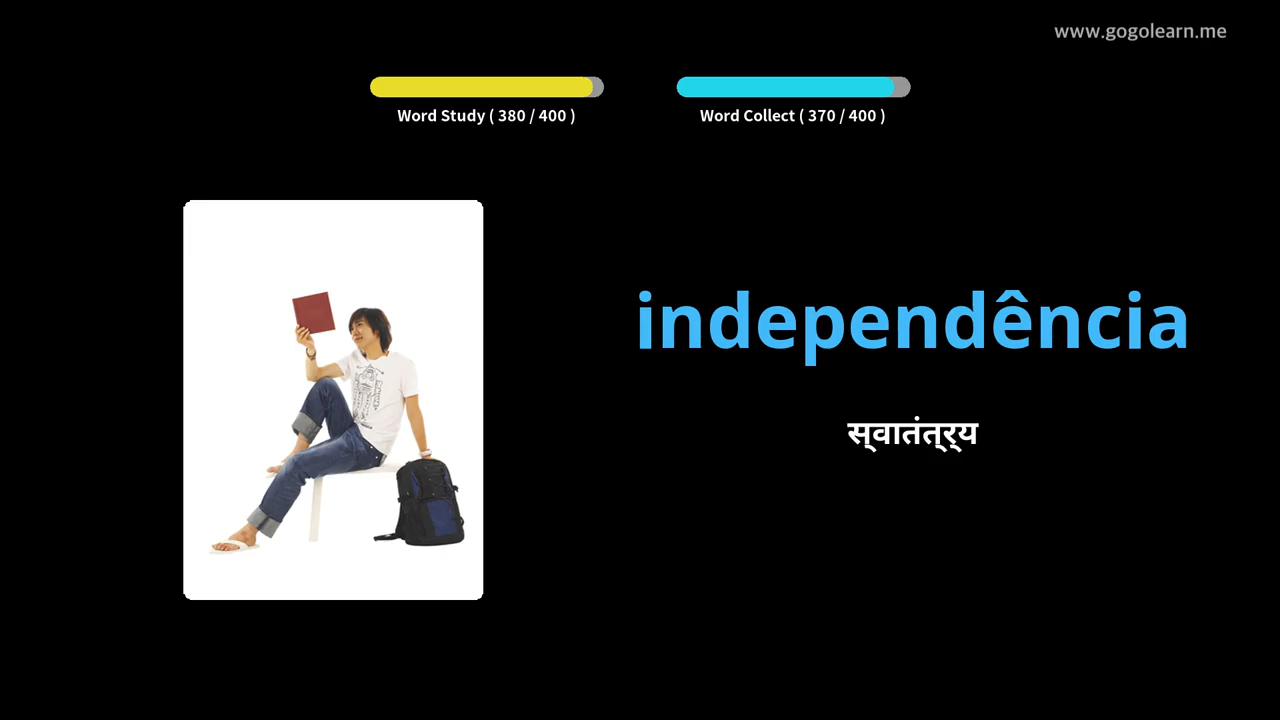 www.gogolearn.me
Word Study ( 380 / 400 )
Word Collect ( 370 / 400 )
independência
स्वातंत्र्य